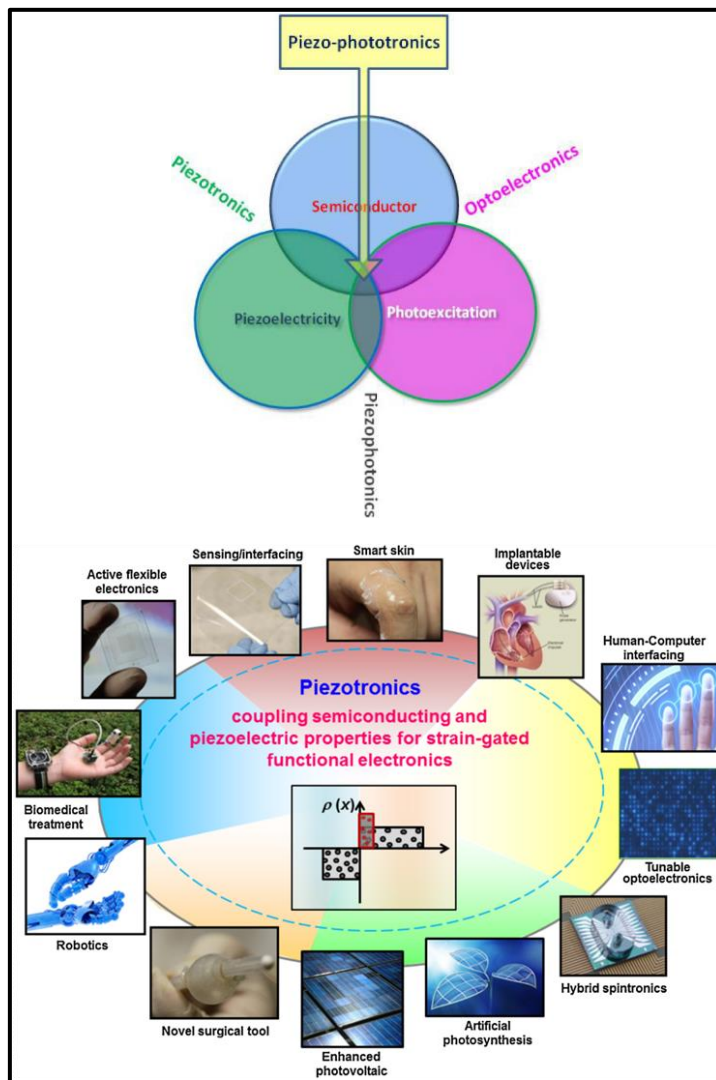 Piezo-phototronics
Piezotronics
Optoelectronics
Semiconductor
Piezoelectricity
Photoexcitation
Piezophotonics
Sensing/interfacing
Smart skin
Implantable
devices
Active flexible
electronics
Human-Computer
interfacing
Piezotronics
coupling semiconducting and
piezoelectric properties for strain-gated
functional electronics
ρ (x)
Biomedical
treatment
Tunable
optoelectronics
Robotics
Hybrid spintronics
Novel surgical tool
Artificial
photosynthesis
Enhanced
photovoltaic